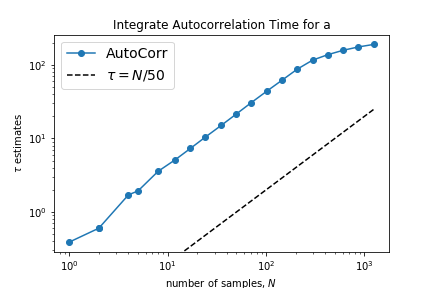 Integrate Autocorrelation Time for a
AutoCorr
τ = N/50
τ estimates
10²
10¹
10⁰
10⁰ 10¹ 10² 10³
number of samples, N